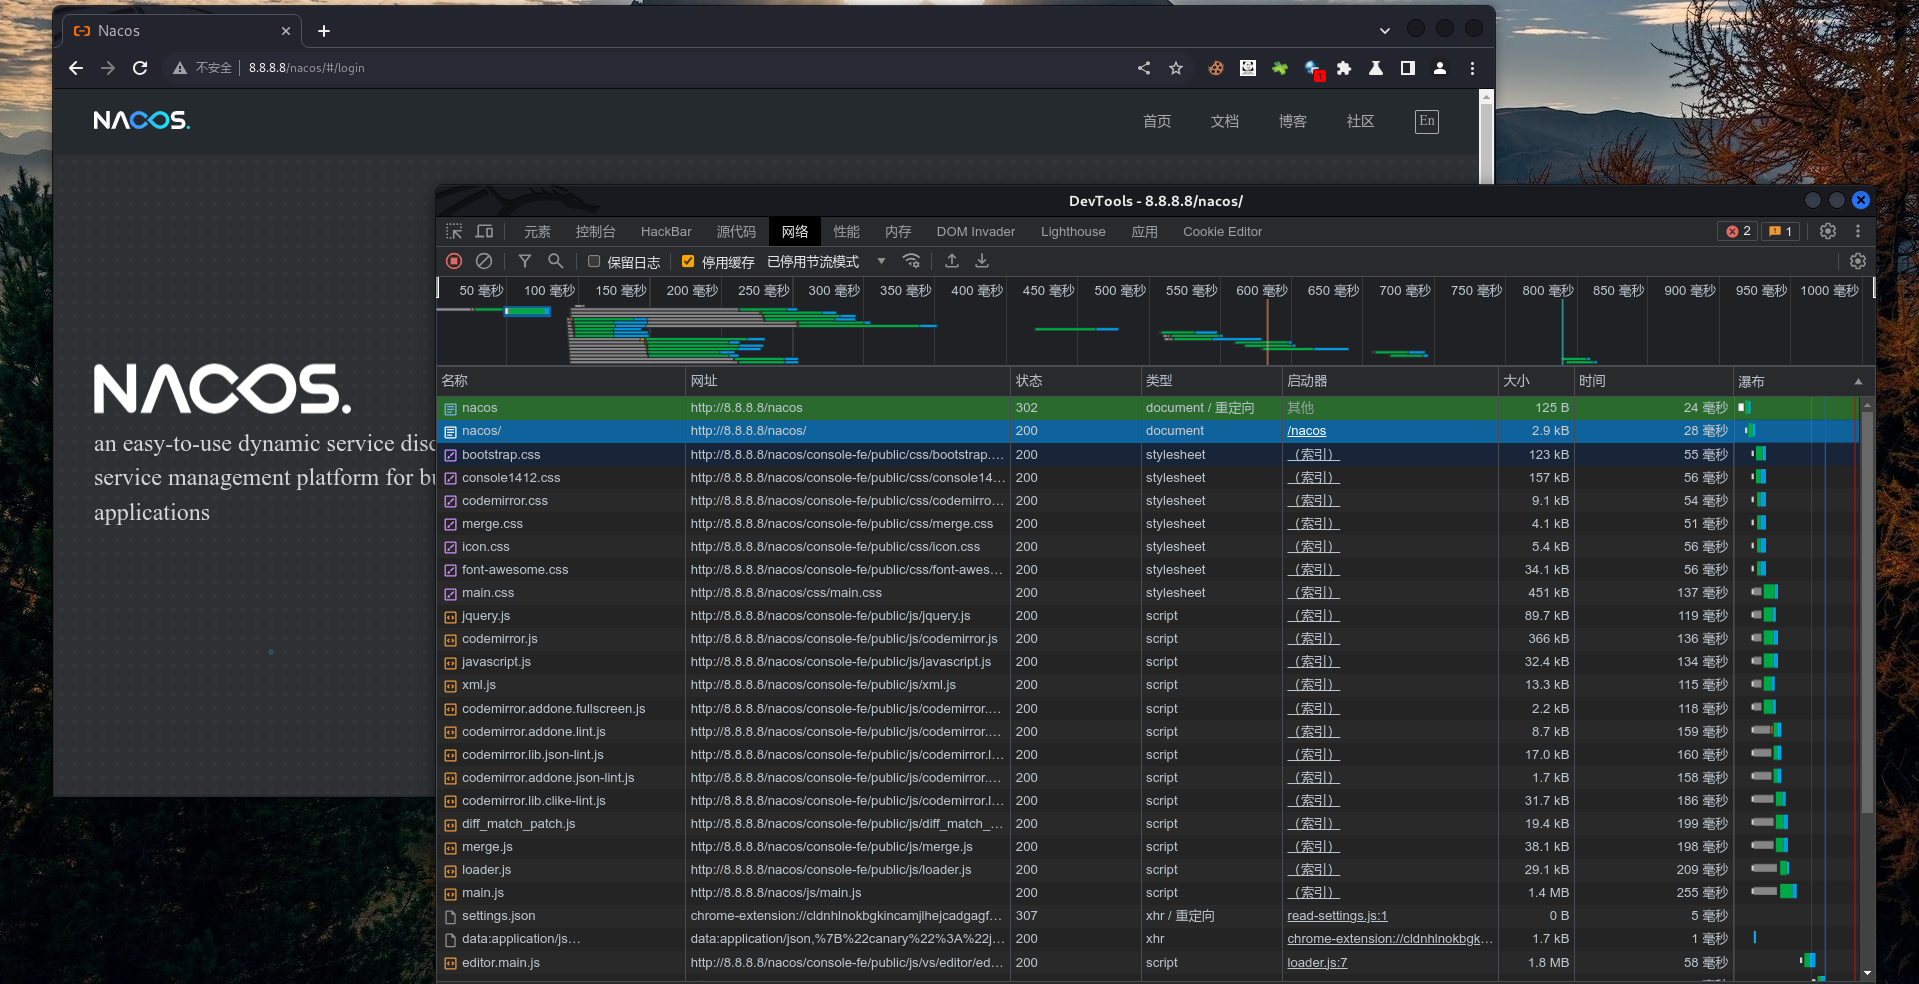 Nacos
不安全 8.8.8.8/nacos/#/login
1
NACOS.
首页 文档 博客 社区 En
NACOS.
an easy-to-use dynamic service disc
service management platform for bu
applications
DevTools - 8.8.8.8/nacos/
元素 控制台 HackBar 源代码 网络 性能 内存 DOM Invader Lighthouse 应用 Cookie Editor 2 1
保留日志 停用缓存 已停用节流模式
50 毫秒 100 毫秒 150 毫秒 200 毫秒 250 毫秒 300 毫秒 350 毫秒 400 毫秒 450 毫秒 500 毫秒 550 毫秒 600 毫秒 650 毫秒 700 毫秒 750 毫秒 800 毫秒 850 毫秒 900 毫秒 950 毫秒 1000 毫秒
名称 网址 状态 类型 启动器 大小 时间 瀑布
nacos http://8.8.8.8/nacos 302 document / 重定向 其他 125 B 24 毫秒
nacos/ http://8.8.8.8/nacos/ 200 document /nacos 2.9 kB 28 毫秒
bootstrap.css http://8.8.8.8/nacos/console-fe/public/css/bootstrap.… 200 stylesheet （索引） 123 kB 55 毫秒
console1412.css http://8.8.8.8/nacos/console-fe/public/css/console14… 200 stylesheet （索引） 157 kB 56 毫秒
codemirror.css http://8.8.8.8/nacos/console-fe/public/css/codemirro… 200 stylesheet （索引） 9.1 kB 54 毫秒
merge.css http://8.8.8.8/nacos/console-fe/public/css/merge.css 200 stylesheet （索引） 4.1 kB 51 毫秒
icon.css http://8.8.8.8/nacos/console-fe/public/css/icon.css 200 stylesheet （索引） 5.4 kB 56 毫秒
font-awesome.css http://8.8.8.8/nacos/console-fe/public/css/font-awes… 200 stylesheet （索引） 34.1 kB 56 毫秒
main.css http://8.8.8.8/nacos/css/main.css 200 stylesheet （索引） 451 kB 137 毫秒
jquery.js http://8.8.8.8/nacos/console-fe/public/js/jquery.js 200 script （索引） 89.7 kB 119 毫秒
codemirror.js http://8.8.8.8/nacos/console-fe/public/js/codemirror.js 200 script （索引） 366 kB 136 毫秒
javascript.js http://8.8.8.8/nacos/console-fe/public/js/javascript.js 200 script （索引） 32.4 kB 134 毫秒
xml.js http://8.8.8.8/nacos/console-fe/public/js/xml.js 200 script （索引） 13.3 kB 115 毫秒
codemirror.addone.fullscreen.js http://8.8.8.8/nacos/console-fe/public/js/codemirror.… 200 script （索引） 2.2 kB 118 毫秒
codemirror.addone.lint.js http://8.8.8.8/nacos/console-fe/public/js/codemirror.… 200 script （索引） 8.7 kB 159 毫秒
codemirror.lib.json-lint.js http://8.8.8.8/nacos/console-fe/public/js/codemirror.l… 200 script （索引） 17.0 kB 160 毫秒
codemirror.addone.json-lint.js http://8.8.8.8/nacos/console-fe/public/js/codemirror.… 200 script （索引） 1.7 kB 158 毫秒
codemirror.lib.clike-lint.js http://8.8.8.8/nacos/console-fe/public/js/codemirror.l… 200 script （索引） 31.7 kB 186 毫秒
diff_match_patch.js http://8.8.8.8/nacos/console-fe/public/js/diff_match_… 200 script （索引） 19.4 kB 199 毫秒
merge.js http://8.8.8.8/nacos/console-fe/public/js/merge.js 200 script （索引） 38.1 kB 198 毫秒
loader.js http://8.8.8.8/nacos/console-fe/public/js/loader.js 200 script （索引） 29.1 kB 209 毫秒
main.js http://8.8.8.8/nacos/js/main.js 200 script （索引） 1.4 MB 255 毫秒
settings.json chrome-extension://cldnhlnokbgkincamjlhejcadgagf… 307 xhr / 重定向 read-settings.js:1 0 B 5 毫秒
data:application/js… data:application/json,%7B%22canary%22%3A%22j… 200 xhr chrome-extension://cldnhlnokbgk… 1.7 kB 1 毫秒
editor.main.js http://8.8.8.8/nacos/console-fe/public/js/vs/editor/ed… 200 script loader.js:7 1.8 MB 58 毫秒